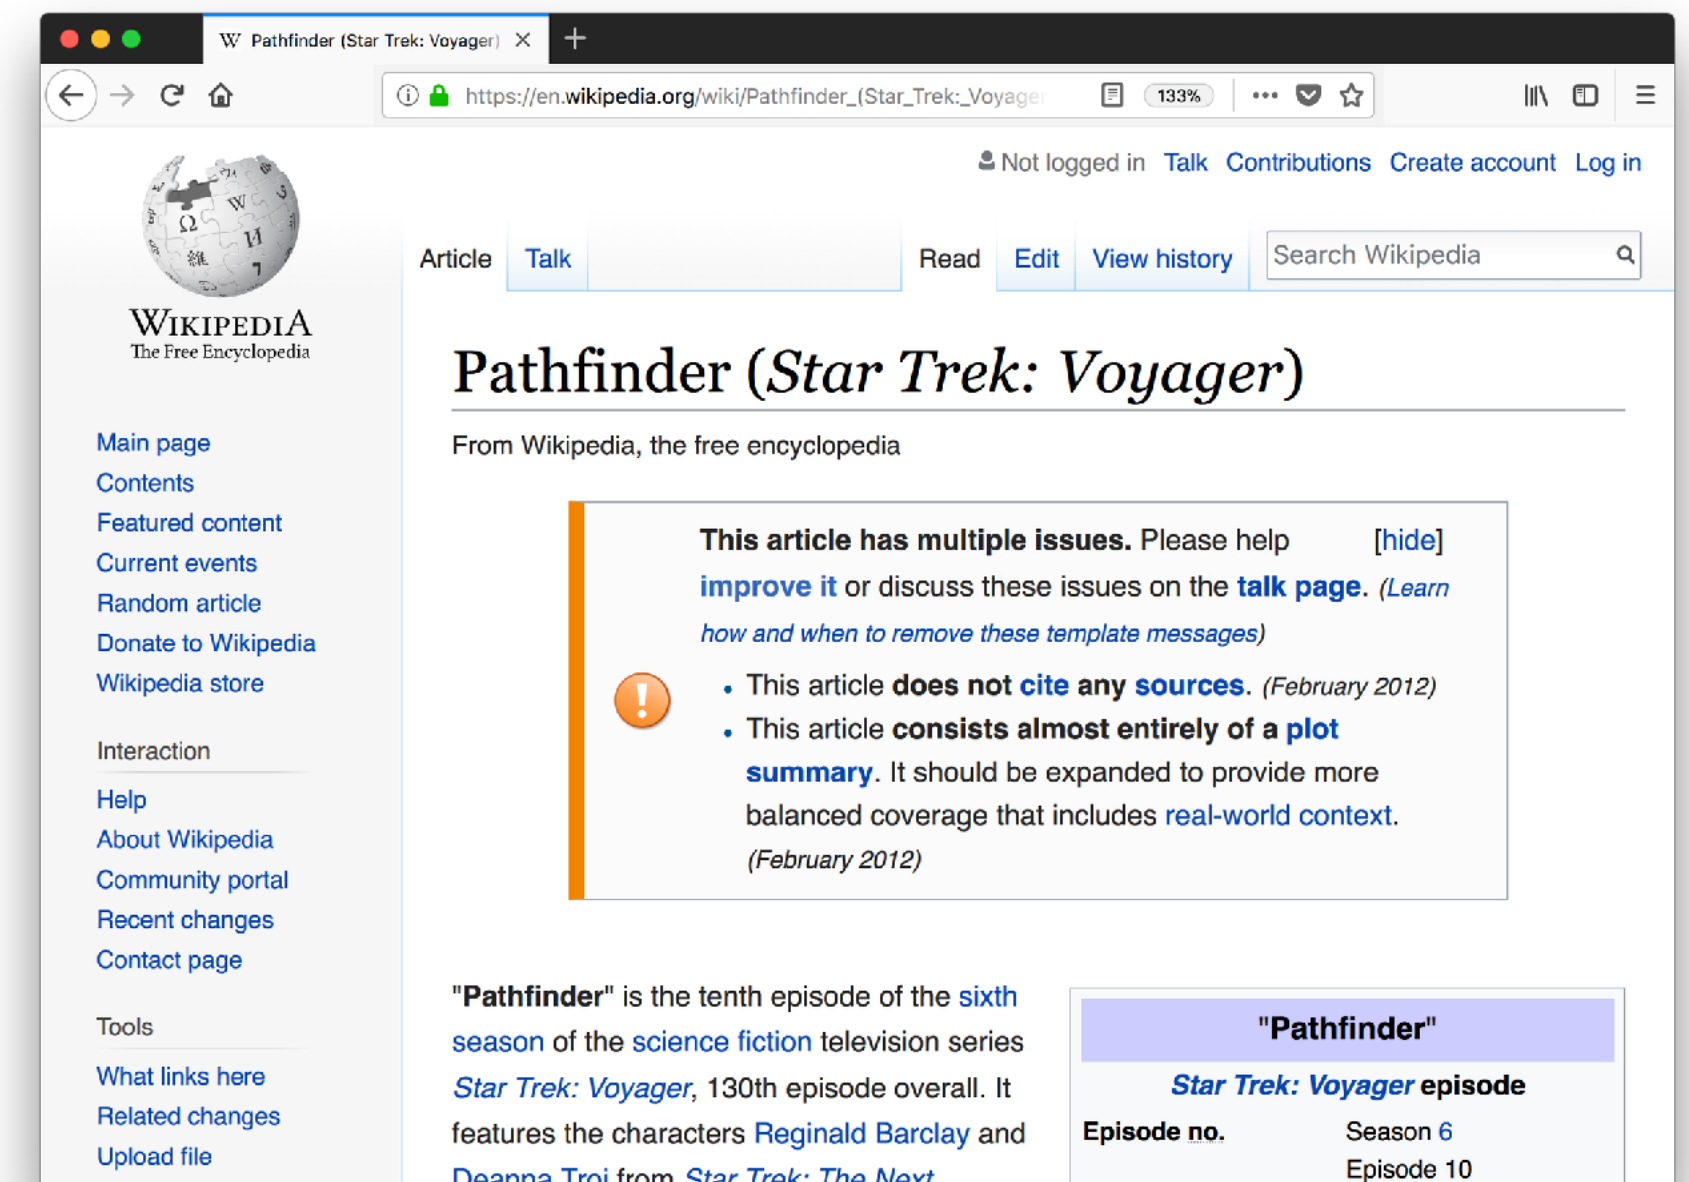 Pathfinder (Star Trek: Voyager)
https://en.wikipedia.org/wiki/Pathfinder_(Star_Trek:_Voyager
133%
Not logged in Talk Contributions Create account Log in
Article Talk Read Edit View history Search Wikipedia
WIKIPEDIA
The Free Encyclopedia
Main page
Contents
Featured content
Current events
Random article
Donate to Wikipedia
Wikipedia store
Interaction
Help
About Wikipedia
Community portal
Recent changes
Contact page
Tools
What links here
Related changes
Upload file
Pathfinder (Star Trek: Voyager)
From Wikipedia, the free encyclopedia
This article has multiple issues. Please help [hide]
improve it or discuss these issues on the talk page. (Learn
how and when to remove these template messages)
• This article does not cite any sources. (February 2012)
• This article consists almost entirely of a plot
summary. It should be expanded to provide more
balanced coverage that includes real-world context.
(February 2012)
"Pathfinder" is the tenth episode of the sixth
season of the science fiction television series
Star Trek: Voyager, 130th episode overall. It
features the characters Reginald Barclay and
Deanna Troi from Star Trek: The Next
"Pathfinder"
Star Trek: Voyager episode
Episode no. Season 6
Episode 10